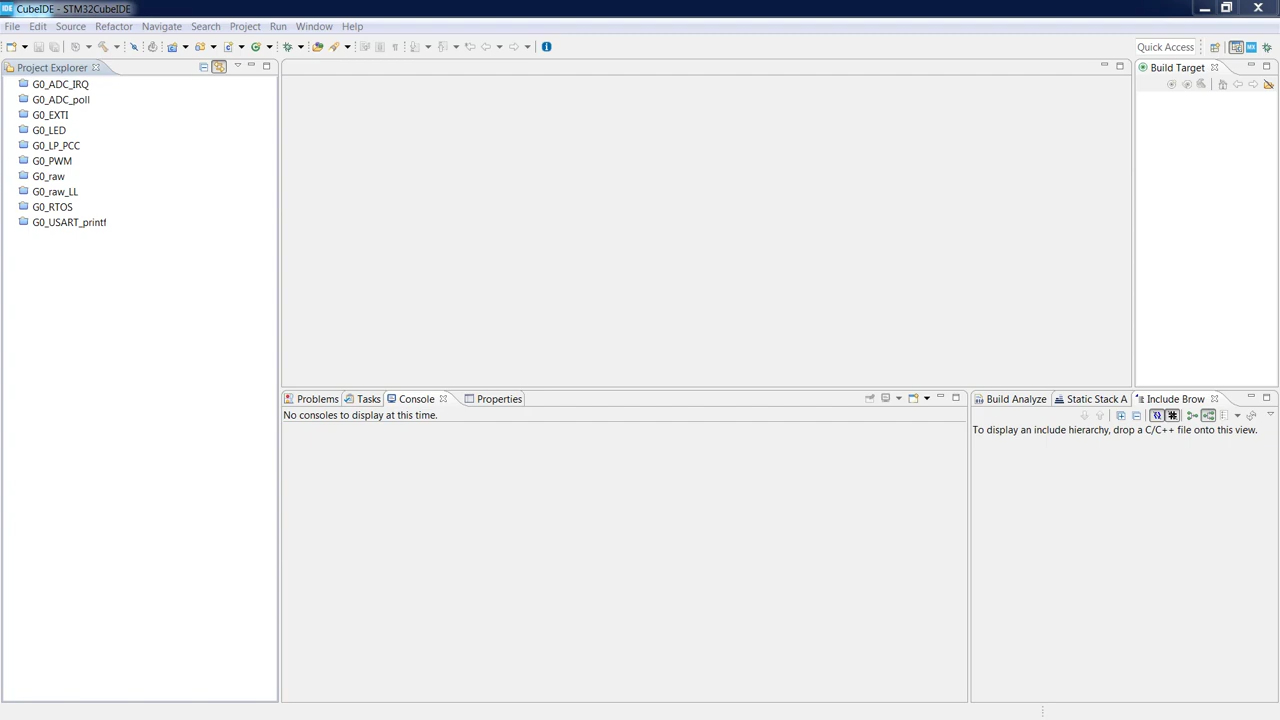 IDE CubeIDE - STM32CubeIDE
File Edit Source Refactor Navigate Search Project Run Window Help
Quick Access
MX
Project Explorer
G0_ADC_IRQ
G0_ADC_poll
G0_EXTI
G0_LED
G0_LP_PCC
G0_PWM
G0_raw
G0_raw_LL
G0_RTOS
G0_USART_printf
Build Target
Problems Tasks Console Properties
No consoles to display at this time.
Build Analyze Static Stack A Include Brow
To display an include hierarchy, drop a C/C++ file onto this view.